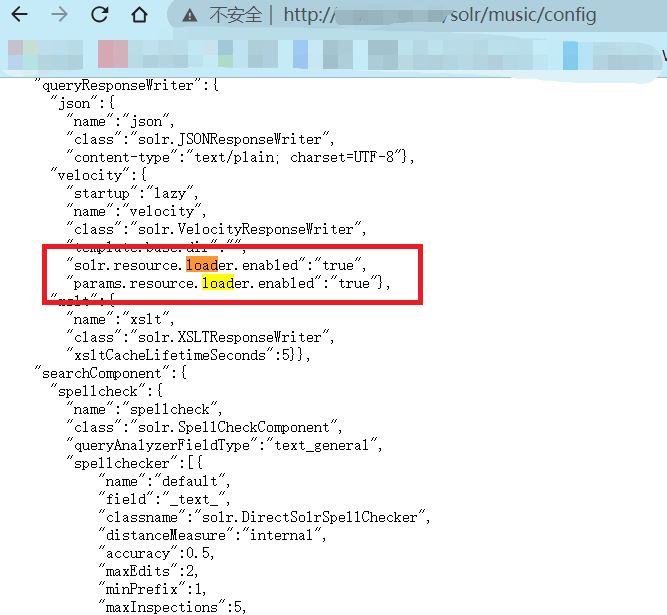 不安全 | http:// /solr/music/config
"queryResponseWriter":{
"json":{
"name":"json",
"class":"solr.JSONResponseWriter",
"content-type":"text/plain; charset=UTF-8"},
"velocity":{
"startup":"lazy",
"name":"velocity",
"class":"solr.VelocityResponseWriter",
"template.base.dir":"",
"solr.resource.loader.enabled":"true",
"params.resource.loader.enabled":"true"},
"xslt":{
"name":"xslt",
"class":"solr.XSLTResponseWriter",
"xsltCacheLifetimeSeconds":5}},
"searchComponent":{
"spellcheck":{
"name":"spellcheck",
"class":"solr.SpellCheckComponent",
"queryAnalyzerFieldType":"text_general",
"spellchecker":[{
"name":"default",
"field":"_text_",
"classname":"solr.DirectSolrSpellChecker",
"distanceMeasure":"internal",
"accuracy":0.5,
"maxEdits":2,
"minPrefix":1,
"maxInspections":5,